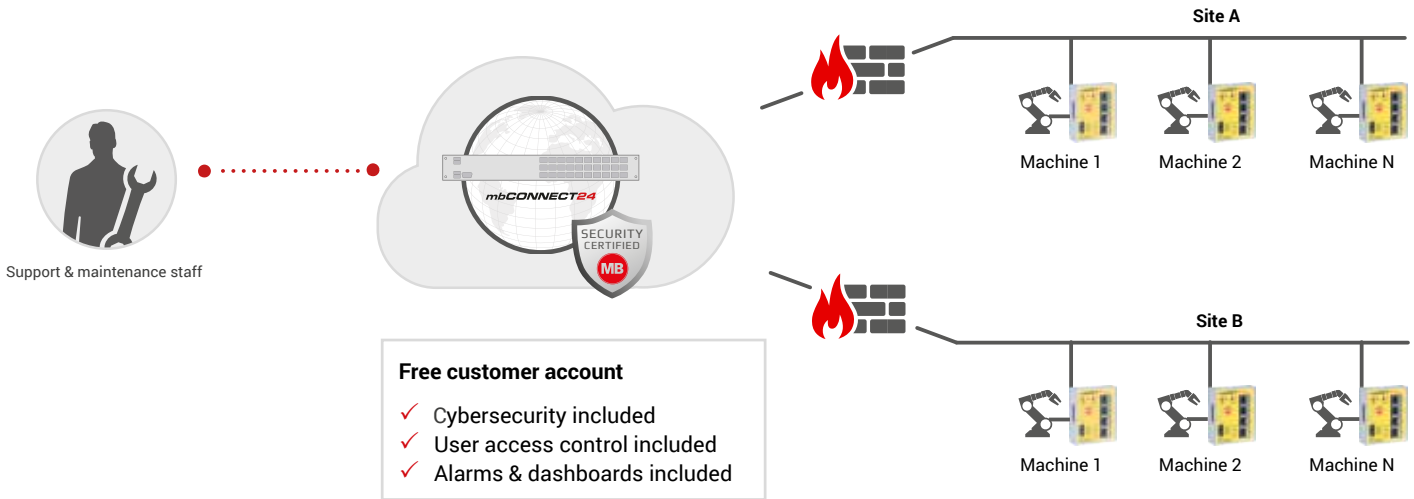 Site A
Machine 1
Machine 2
Machine N
mbCONNECT24
SECURITY
CERTIFIED
MB
Support & maintenance staff
Site B
Free customer account
Cybersecurity included
User access control included
Alarms & dashboards included
Machine 1
Machine 2
Machine N